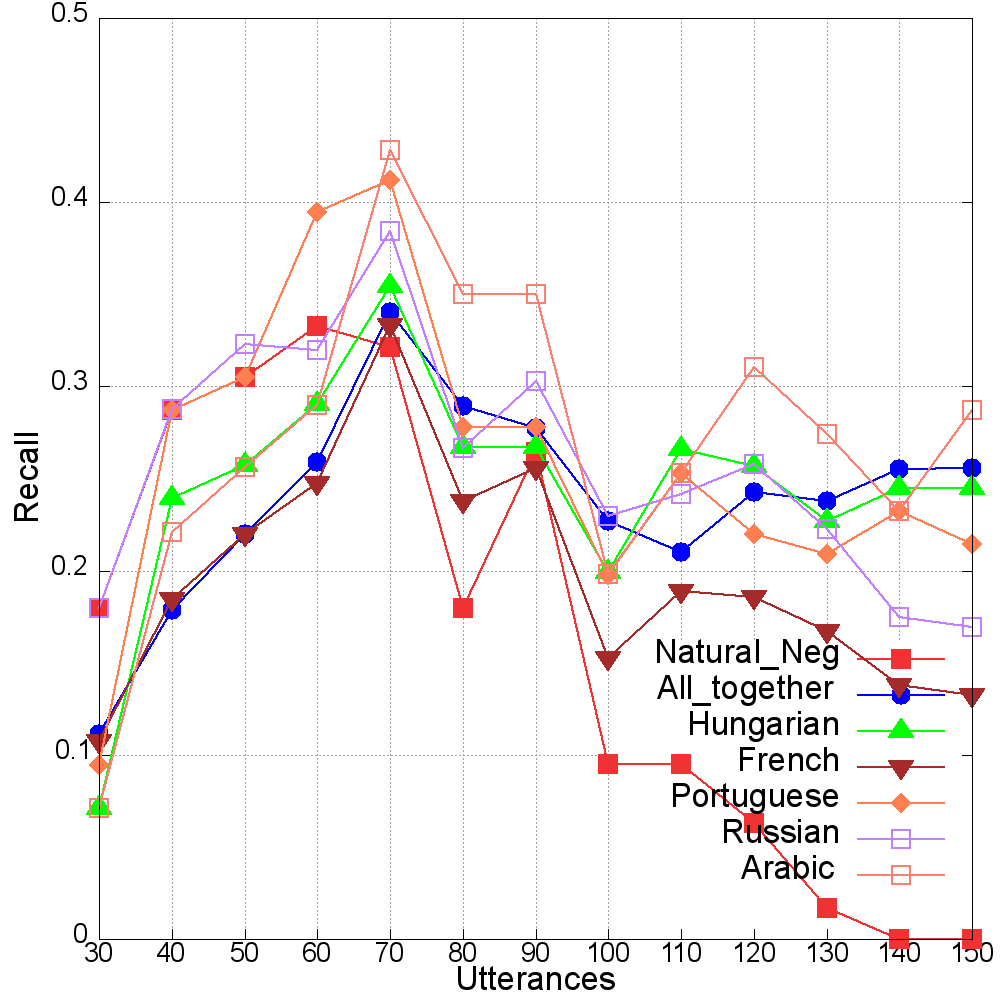 0.5
0.4
0.3
0.2
0.1
0
Recall
30 40 50 60 70 80 90 100 110 120 130 140 150
Utterances
Natural_Neg
All_together
Hungarian
French
Portuguese
Russian
Arabic